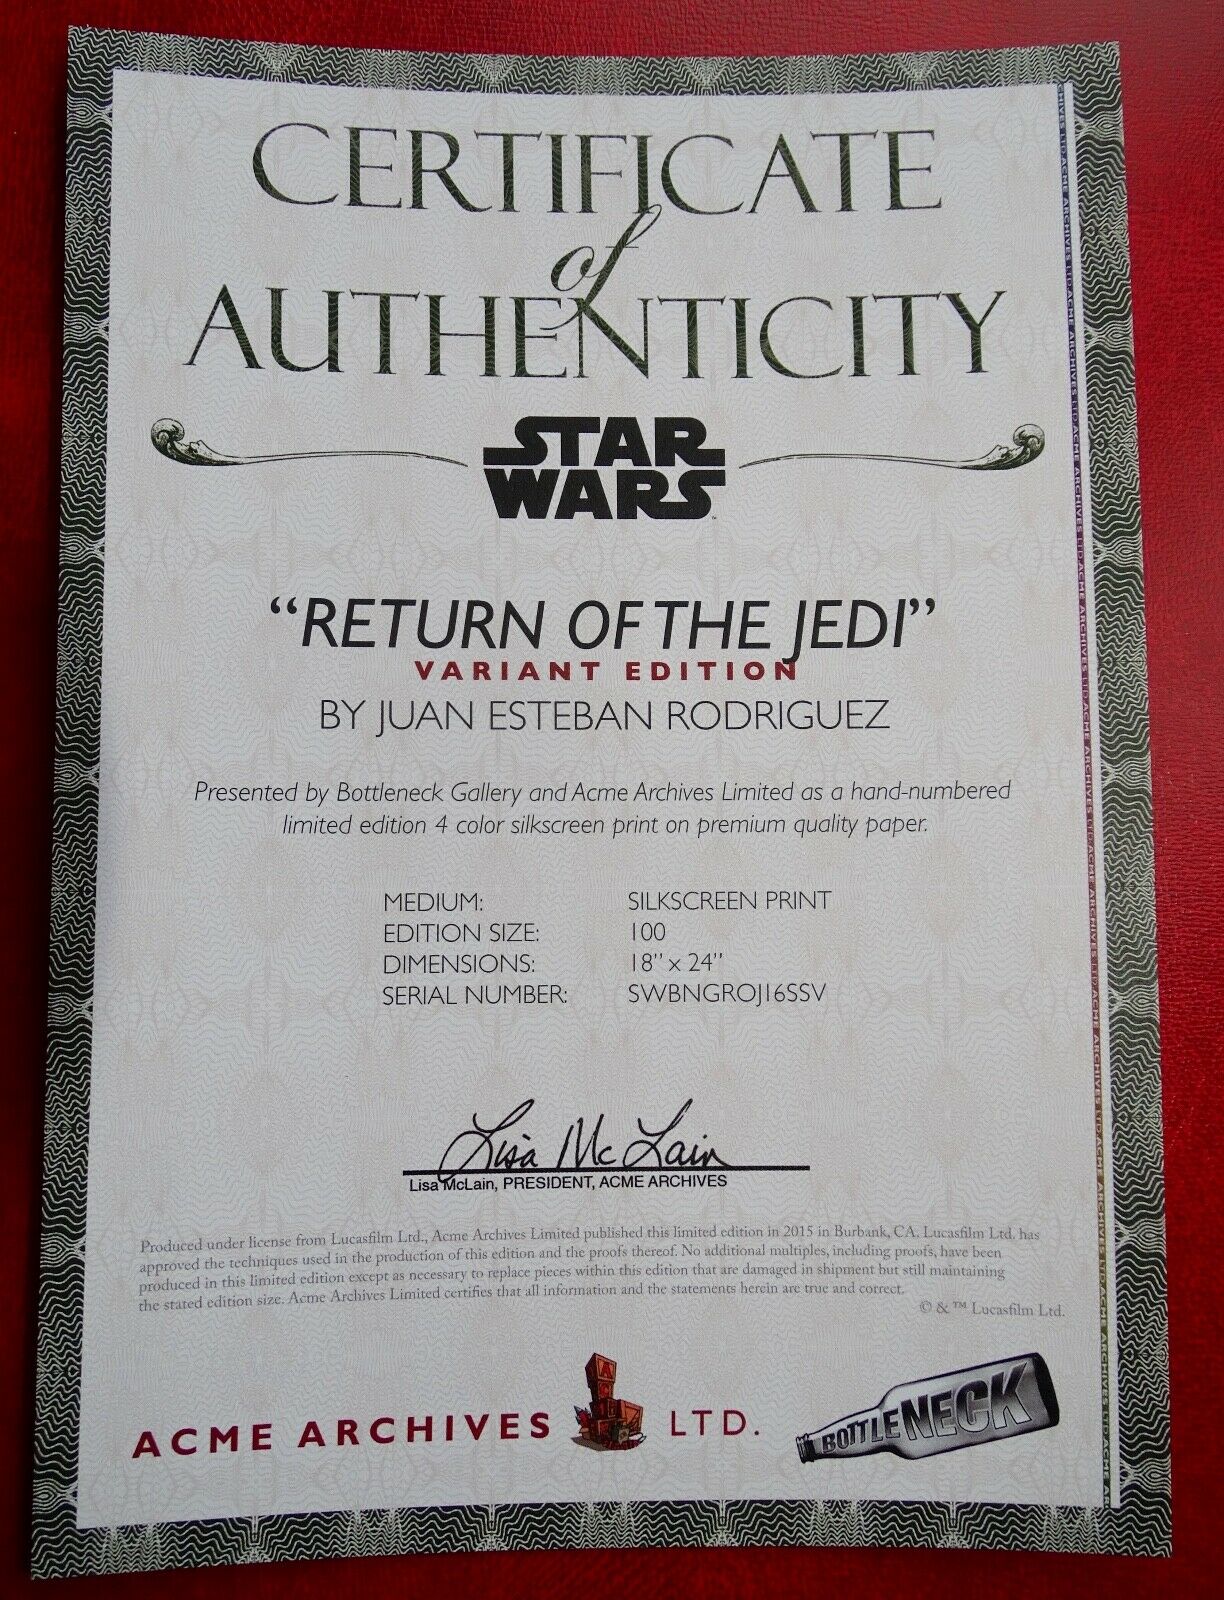 CERTIFICATE
of
AUTHENTICITY
STAR
WARS
“RETURN OF THE JEDI”
VARIANT EDITION
BY JUAN ESTEBAN RODRIGUEZ
Presented by Bottleneck Gallery and Acme Archives Limited as a hand-numbered
limited edition 4 color silkscreen print on premium quality paper.
MEDIUM: SILKSCREEN PRINT
EDITION SIZE: 100
DIMENSIONS: 18” x 24”
SERIAL NUMBER: SWBNGROJ16SSV
Lisa McLain
Lisa McLain, PRESIDENT, ACME ARCHIVES
Produced under license from Lucasfilm Ltd., Acme Archives Limited published this limited edition in 2015 in Burbank, CA. Lucasfilm Ltd. has
approved the techniques used in the production of this edition and the proofs thereof. No additional multiples, including proofs, have been
produced in this limited edition except as necessary to replace pieces within this edition that are damaged in shipment but still maintaining
the stated edition size. Acme Archives Limited certifies that all information and the statements herein are true and correct.
© & ™ Lucasfilm Ltd.
ACME ARCHIVES LTD.
BOTTLENECK